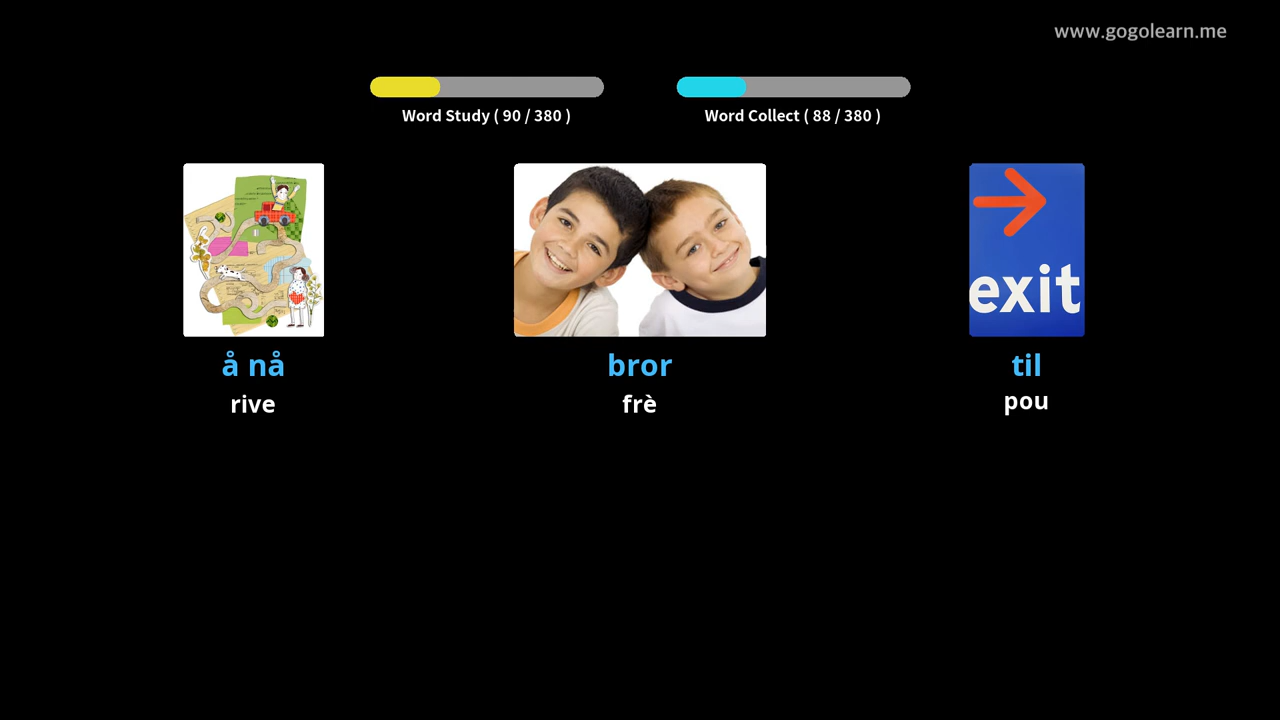 www.gogolearn.me
Word Study ( 90 / 380 )
Word Collect ( 88 / 380 )
exit
å nå
bror
til
rive
frè
pou